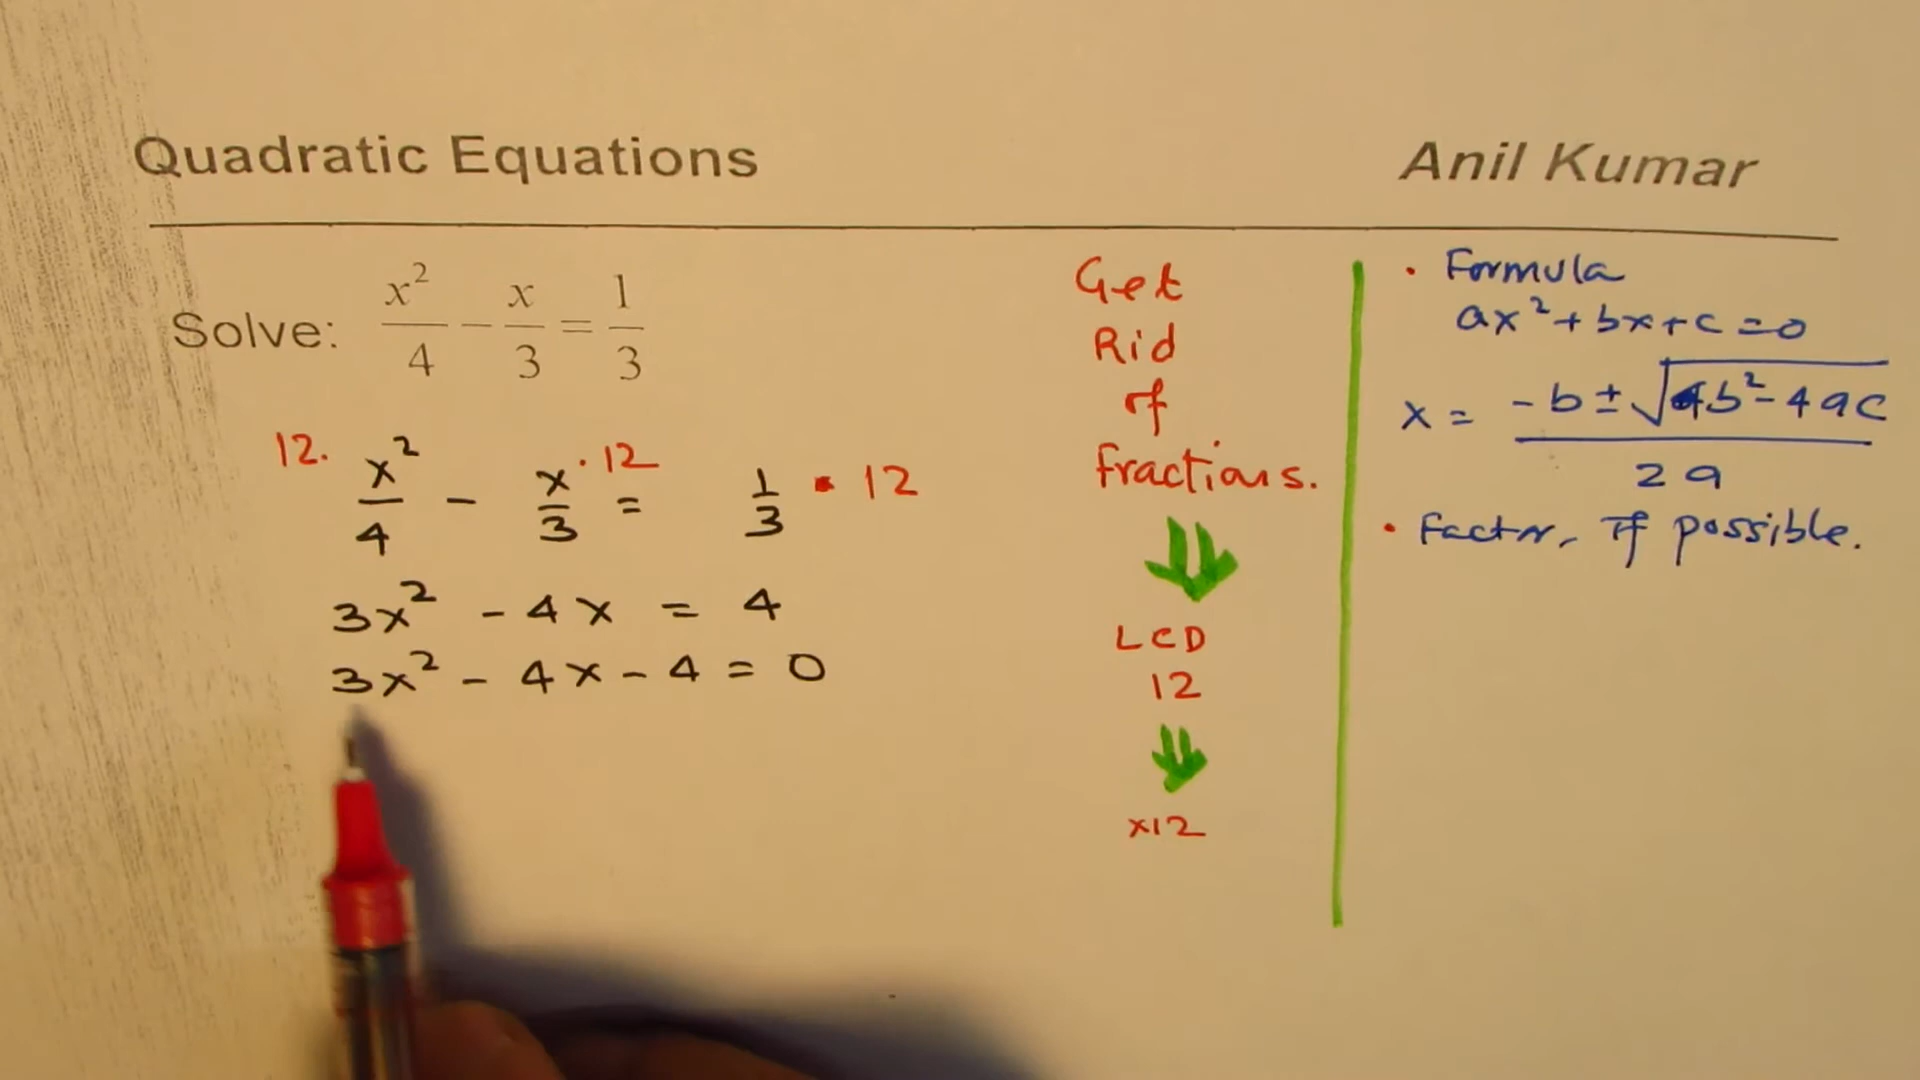 Quadratic Equations
Anil Kumar
Solve: x²/4 − x/3 = 1/3
12. x²/4 − x/3 · 12 = 1/3 · 12
3x² − 4x = 4
3x² − 4x − 4 = 0
Get
Rid
of
Fractions.
LCD
12
x12
• Formula
ax² + bx + c = 0
x = −b ± √b² − 4ac / 2a
• Factor, If possible.